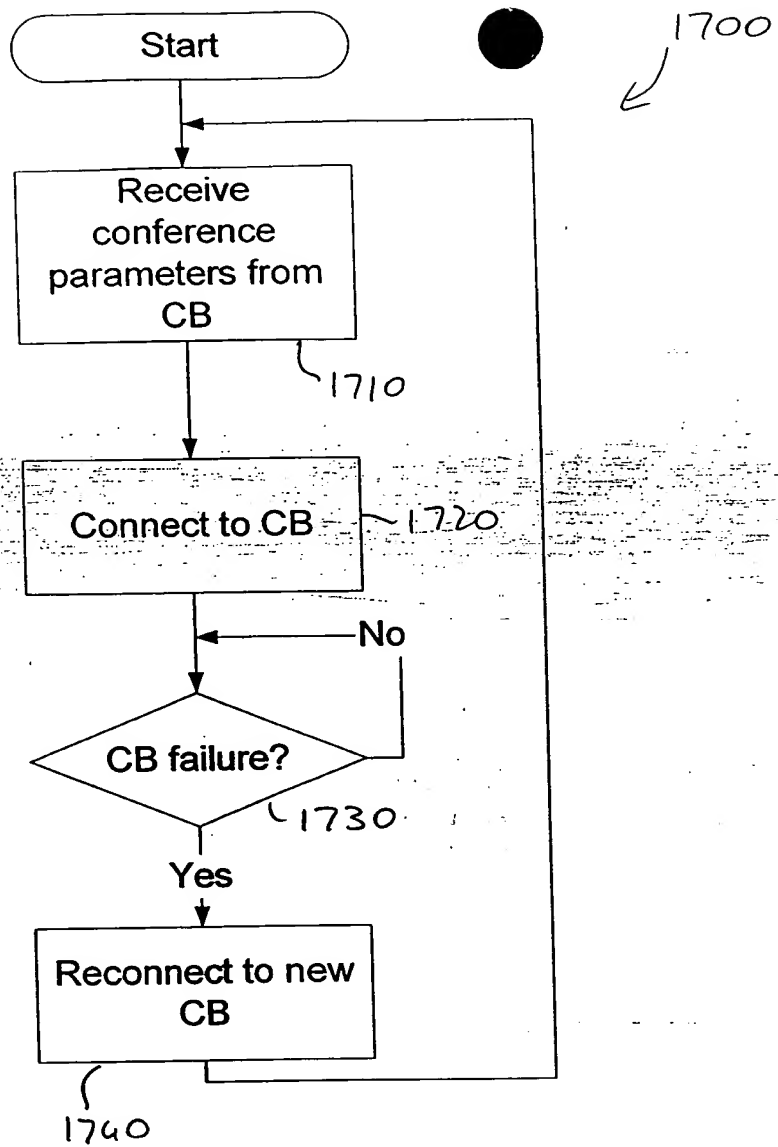 Start
1700
Receive
conference
parameters from
CB
1710
Connect to CB
1720
No
CB failure?
1730
Yes
Reconnect to new
CB
1740